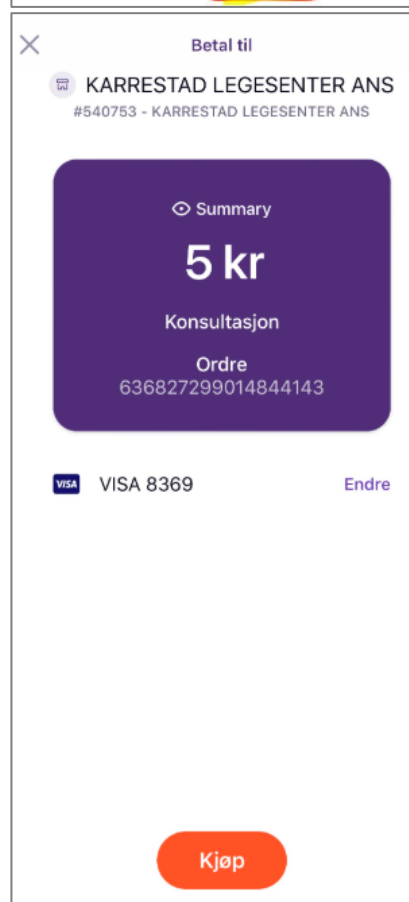 Betal til
KARRESTAD LEGESENTER ANS
#540753 - KARRESTAD LEGESENTER ANS
Summary
5 kr
Konsultasjon
Ordre
636827299014844143
VISA VISA 8369 Endre
Kjøp